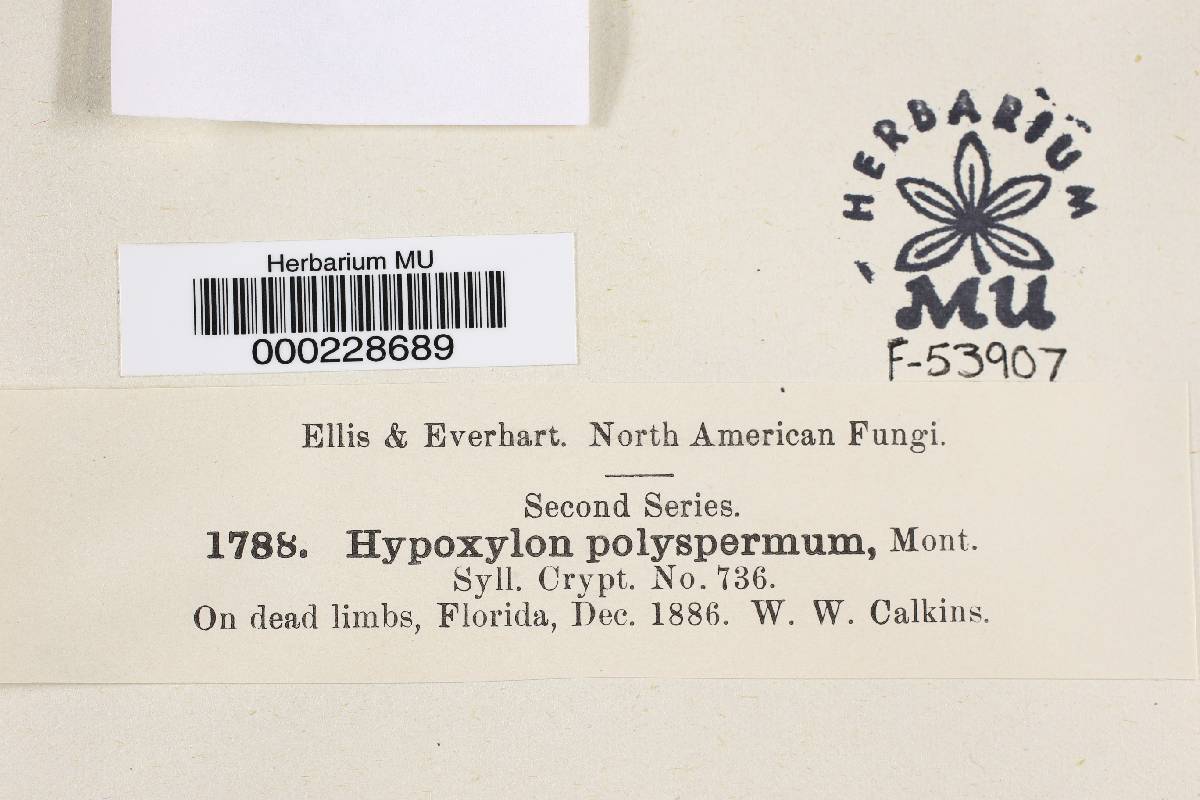 HERBARIUM
MU
F-53907
Herbarium MU
000228689
Ellis & Everhart. North American Fungi.
Second Series.
1788. Hypoxylon polyspermum, Mont.
Syll. Crypt. No. 736.
On dead limbs, Florida, Dec. 1886. W. W. Calkins.